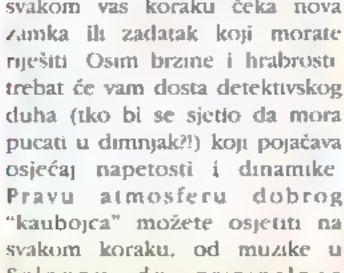 svakom vas koraku čeka nova
zamka ili zadatak koji morate
riješiti Osim brzine i hrabrosti
trebat će vam dosta detektivskog
duha (tko bi se sjetio da mora
pucati u dimnjak?!) koji pojačava
osjećaj napetosti i dinamike
Pravu atmosferu dobrog
“kaubojca” možete osjetiti na
svakom koraku, od muzike u